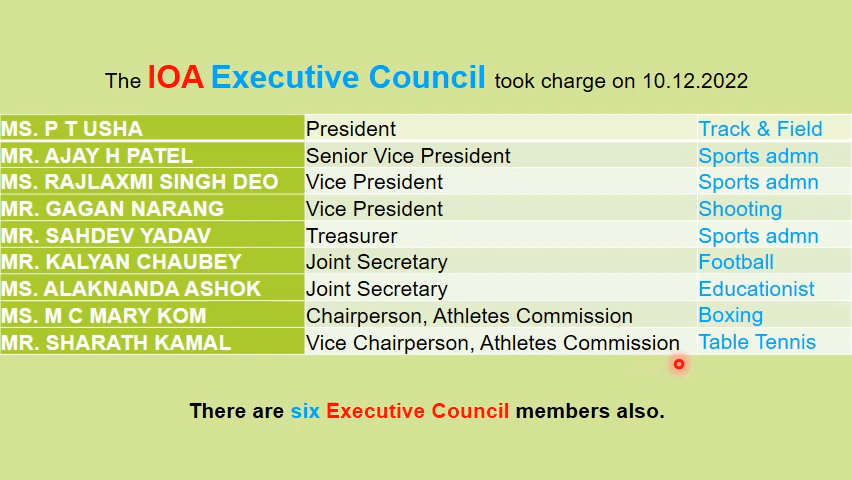 The IOA Executive Council took charge on 10.12.2022
MS. P T USHA President Track & Field
MR. AJAY H PATEL Senior Vice President Sports admn
MS. RAJLAXMI SINGH DEO Vice President Sports admn
MR. GAGAN NARANG Vice President Shooting
MR. SAHDEV YADAV Treasurer Sports admn
MR. KALYAN CHAUBEY Joint Secretary Football
MS. ALAKNANDA ASHOK Joint Secretary Educationist
MS. M C MARY KOM Chairperson, Athletes Commission Boxing
MR. SHARATH KAMAL Vice Chairperson, Athletes Commission Table Tennis
There are six Executive Council members also.